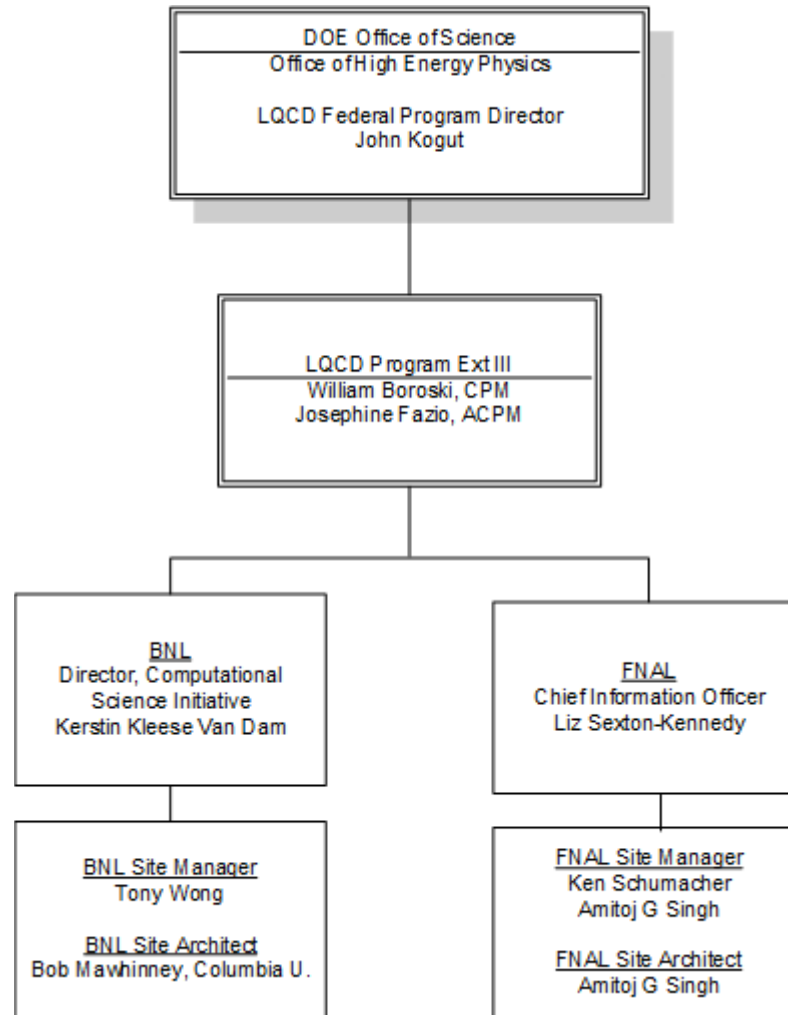 DOE Office of Science
Office of High Energy Physics
LQCD Federal Program Director
John Kogut
LQCD Program Ext III
William Boroski, CPM
Josephine Fazio, ACPM
BNL
Director, Computational
Science Initiative
Kerstin Kleese Van Dam
FNAL
Chief Information Officer
Liz Sexton-Kennedy
BNL Site Manager
Tony Wong
BNL Site Architect
Bob Mawhinney, Columbia U.
FNAL Site Manager
Ken Schumacher
Amitoj G Singh
FNAL Site Architect
Amitoj G Singh